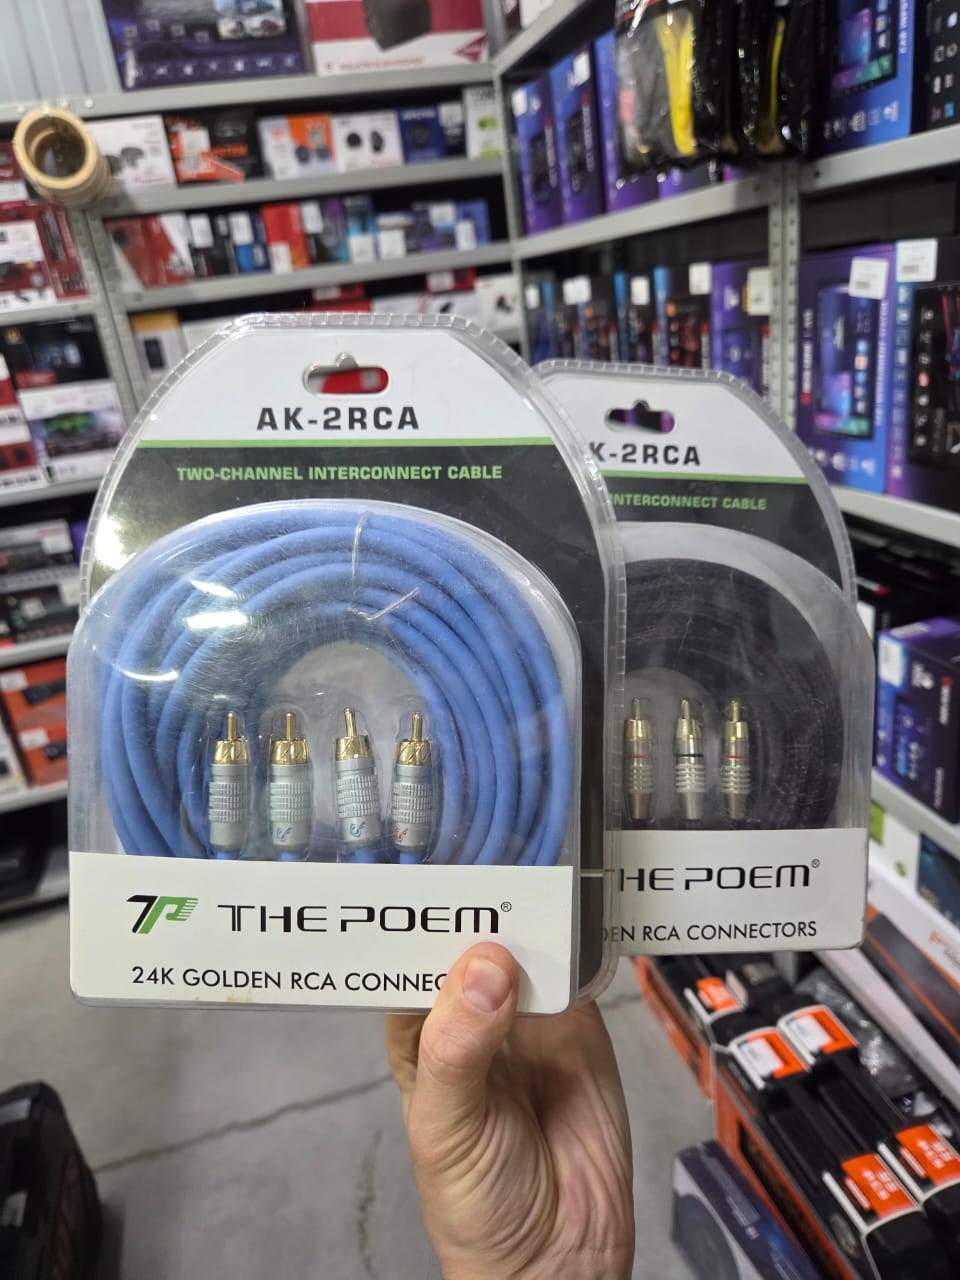 AK-2RCA
TWO-CHANNEL INTERCONNECT CABLE
THE POEM®
24K GOLDEN RCA CONNEC
K-2RCA
INTERCONNECT CABLE
THE POEM®
DEN RCA CONNECTORS